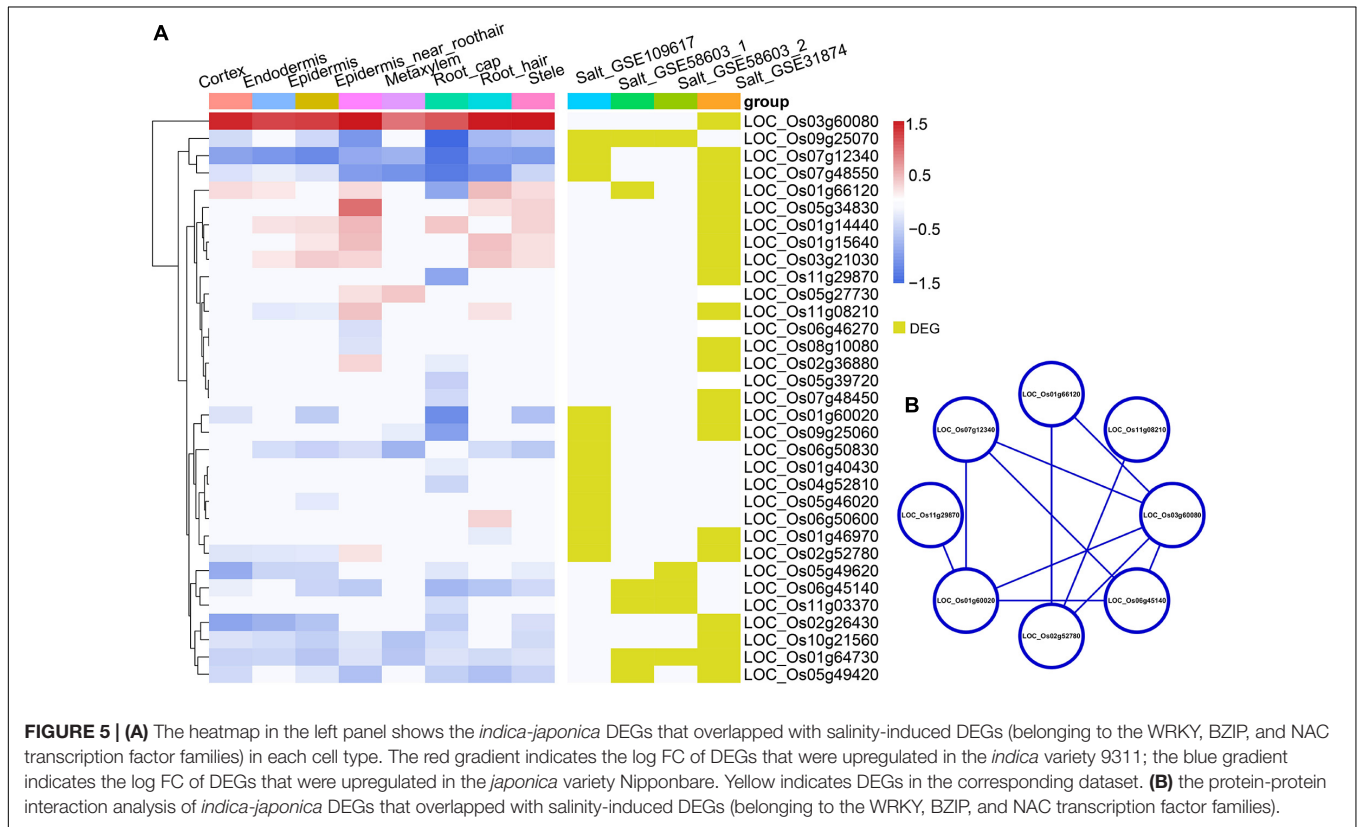 A
Cortex
Endodermis
Epidermis
Epidermis_near_roothair
Metaxylem
Root_cap
Root_hair
Stele
Salt_GSE109617
Salt_GSE58603_1
Salt_GSE58603_2
Salt_GSE31874
group
LOC_Os03g60080
LOC_Os09g25070
LOC_Os07g12340
LOC_Os07g48550
LOC_Os01g66120
LOC_Os05g34830
LOC_Os01g14440
LOC_Os01g15640
LOC_Os03g21030
LOC_Os11g29870
LOC_Os05g27730
LOC_Os11g08210
LOC_Os06g46270
LOC_Os08g10080
LOC_Os02g36880
LOC_Os05g39720
LOC_Os07g48450
LOC_Os01g60020
LOC_Os09g25060
LOC_Os06g50830
LOC_Os01g40430
LOC_Os04g52810
LOC_Os05g46020
LOC_Os06g50600
LOC_Os01g46970
LOC_Os02g52780
LOC_Os05g49620
LOC_Os06g45140
LOC_Os11g03370
LOC_Os02g26430
LOC_Os10g21560
LOC_Os01g64730
LOC_Os05g49420
1.5
0.5
−0.5
−1.5
DEG
B
LOC_Os01g66120
LOC_Os07g12340
LOC_Os11g08210
LOC_Os11g29870
LOC_Os03g60080
LOC_Os01g60020
LOC_Os06g45140
LOC_Os02g52780
FIGURE 5 | (A) The heatmap in the left panel shows the indica-japonica DEGs that overlapped with salinity-induced DEGs (belonging to the WRKY, BZIP, and NAC
transcription factor families) in each cell type. The red gradient indicates the log FC of DEGs that were upregulated in the indica variety 9311; the blue gradient
indicates the log FC of DEGs that were upregulated in the japonica variety Nipponbare. Yellow indicates DEGs in the corresponding dataset. (B) the protein-protein
interaction analysis of indica-japonica DEGs that overlapped with salinity-induced DEGs (belonging to the WRKY, BZIP, and NAC transcription factor families).